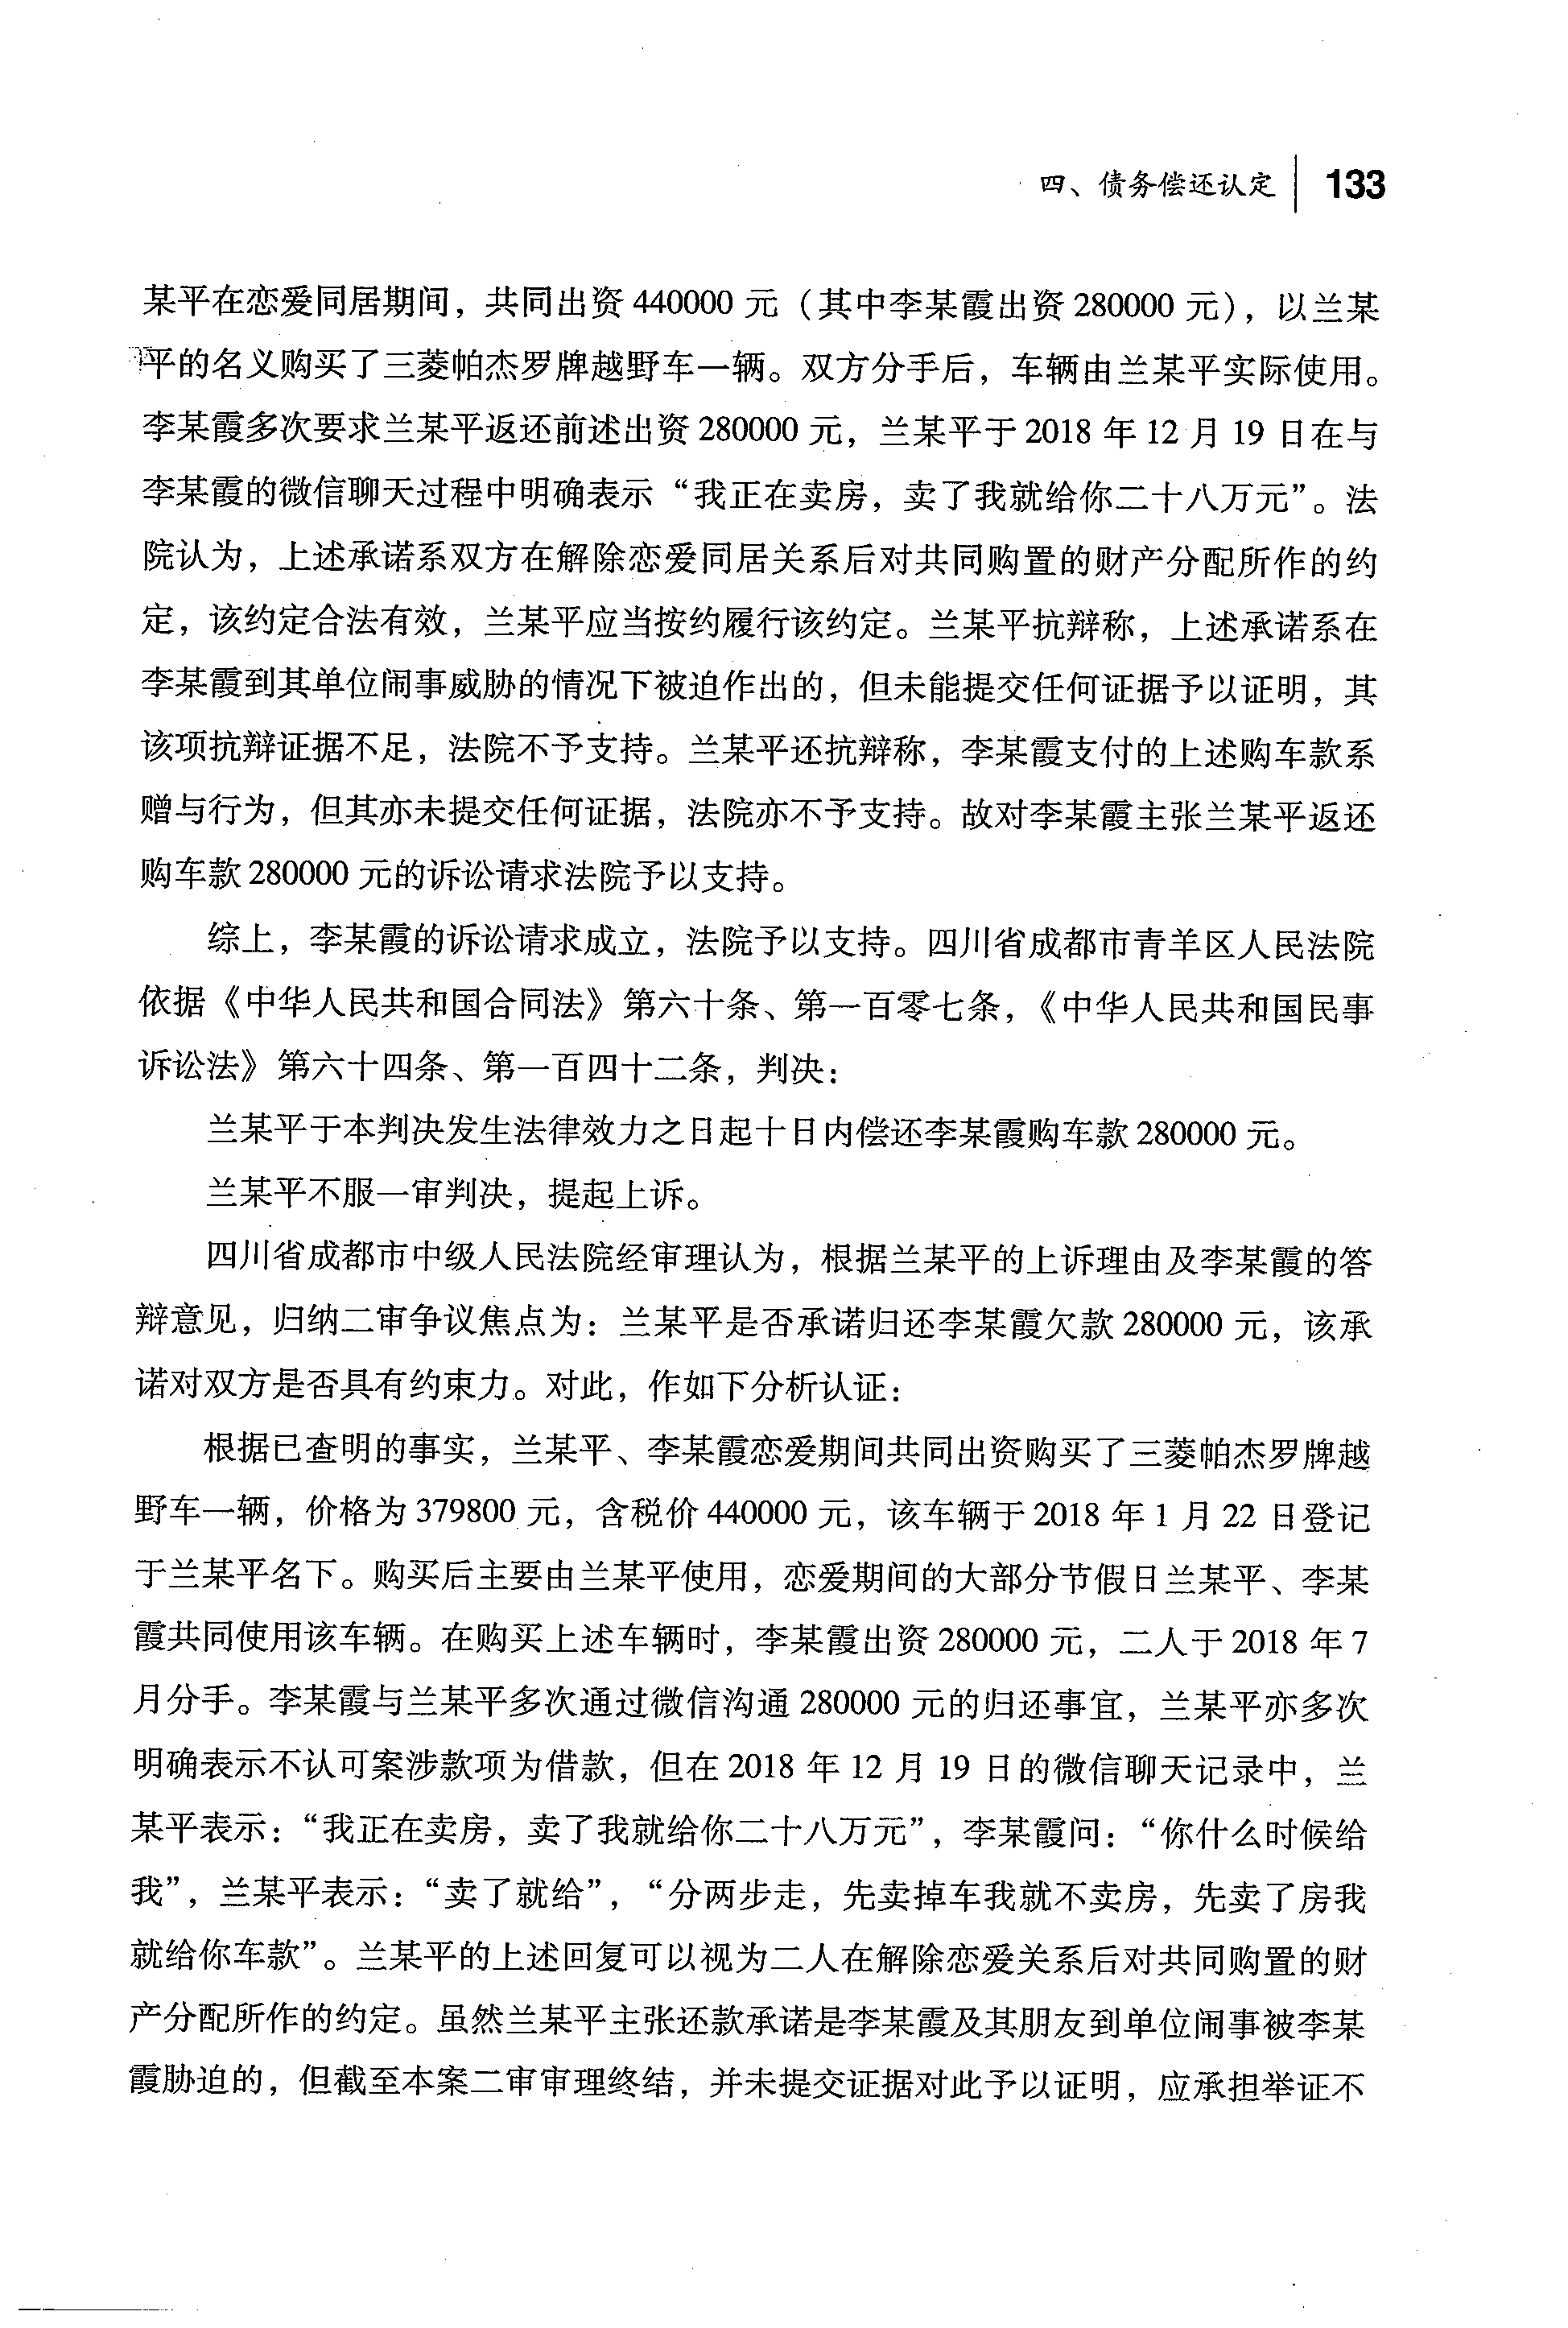 四、债务偿还认定 133
某平在恋爱同居期间，共同出资440000元（其中李某霞出资280000元），以兰某
平的名义购买了三菱帕杰罗牌越野车一辆。双方分手后，车辆由兰某平实际使用。
李某霞多次要求兰某平返还前述出资280000元，兰某平于2018年12月19日在与
李某霞的微信聊天过程中明确表示“我正在卖房，卖了我就给你二十八万元”。法
院认为，上述承诺系双方在解除恋爱同居关系后对共同购置的财产分配所作的约
定，该约定合法有效，兰某平应当按约履行该约定。兰某平抗辩称，上述承诺系在
李某霞到其单位闹事威胁的情况下被迫作出的，但未能提交任何证据予以证明，其
该项抗辩证据不足，法院不予支持。兰某平还抗辩称，李某霞支付的上述购车款系
赠与行为，但其亦未提交任何证据，法院亦不予支持。故对李某霞主张兰某平返还
购车款280000元的诉讼请求法院予以支持。
综上，李某霞的诉讼请求成立，法院予以支持。四川省成都市青羊区人民法院
依据《中华人民共和国合同法》第六十条、第一百零七条，《中华人民共和国民事
诉讼法》第六十四条、第一百四十二条，判决：
兰某平于本判决发生法律效力之日起十日内偿还李某霞购车款280000元。
兰某平不服一审判决，提起上诉。
四川省成都市中级人民法院经审理认为，根据兰某平的上诉理由及李某霞的答
辩意见，归纳二审争议焦点为：兰某平是否承诺归还李某霞欠款280000元，该承
诺对双方是否具有约束力。对此，作如下分析认证：
根据已查明的事实，兰某平、李某霞恋爱期间共同出资购买了三菱帕杰罗牌越
野车一辆，价格为379800元，含税价440000元，该车辆于2018年1月22日登记
于兰某平名下。购买后主要由兰某平使用，恋爱期间的大部分节假日兰某平、李某
霞共同使用该车辆。在购买上述车辆时，李某霞出资280000元，二人于2018年7
月分手。李某霞与兰某平多次通过微信沟通280000元的归还事宜，兰某平亦多次
明确表示不认可案涉款项为借款，但在2018年12月19日的微信聊天记录中，兰
某平表示：“我正在卖房，卖了我就给你二十八万元”，李某霞问：“你什么时候给
我”，兰某平表示：“卖了就给”，“分两步走，先卖掉车我就不卖房，先卖了房我
就给你车款”。兰某平的上述回复可以视为二人在解除恋爱关系后对共同购置的财
产分配所作的约定。虽然兰某平主张还款承诺是李某霞及其朋友到单位闹事被李某
霞胁迫的，但截至本案二审审理终结，并未提交证据对此予以证明，应承担举证不